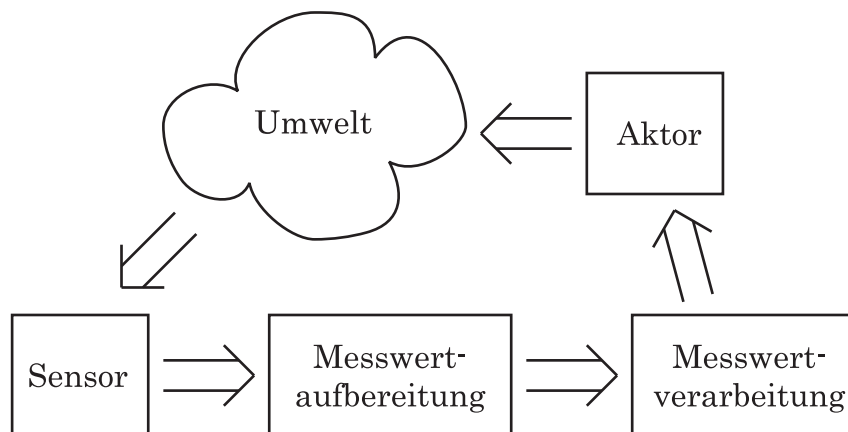 Umwelt
Aktor
Sensor
Messwert-
aufbereitung
Messwert-
verarbeitung